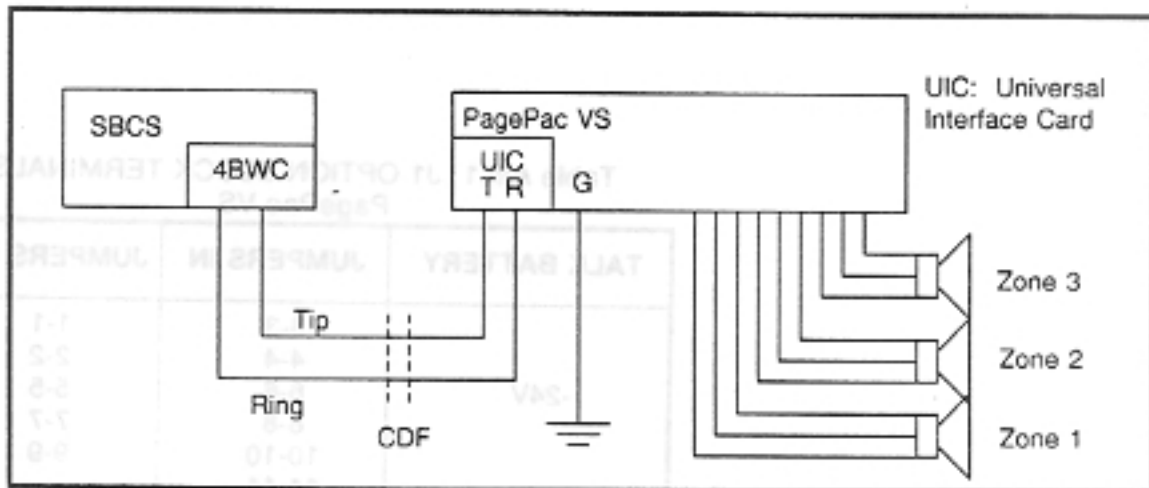 UIC: Universal
Interface Card
SBCS
4BWC
PagePac VS
UIC
T R
G
Tip
Ring
CDF
Zone 3
Zone 2
Zone 1